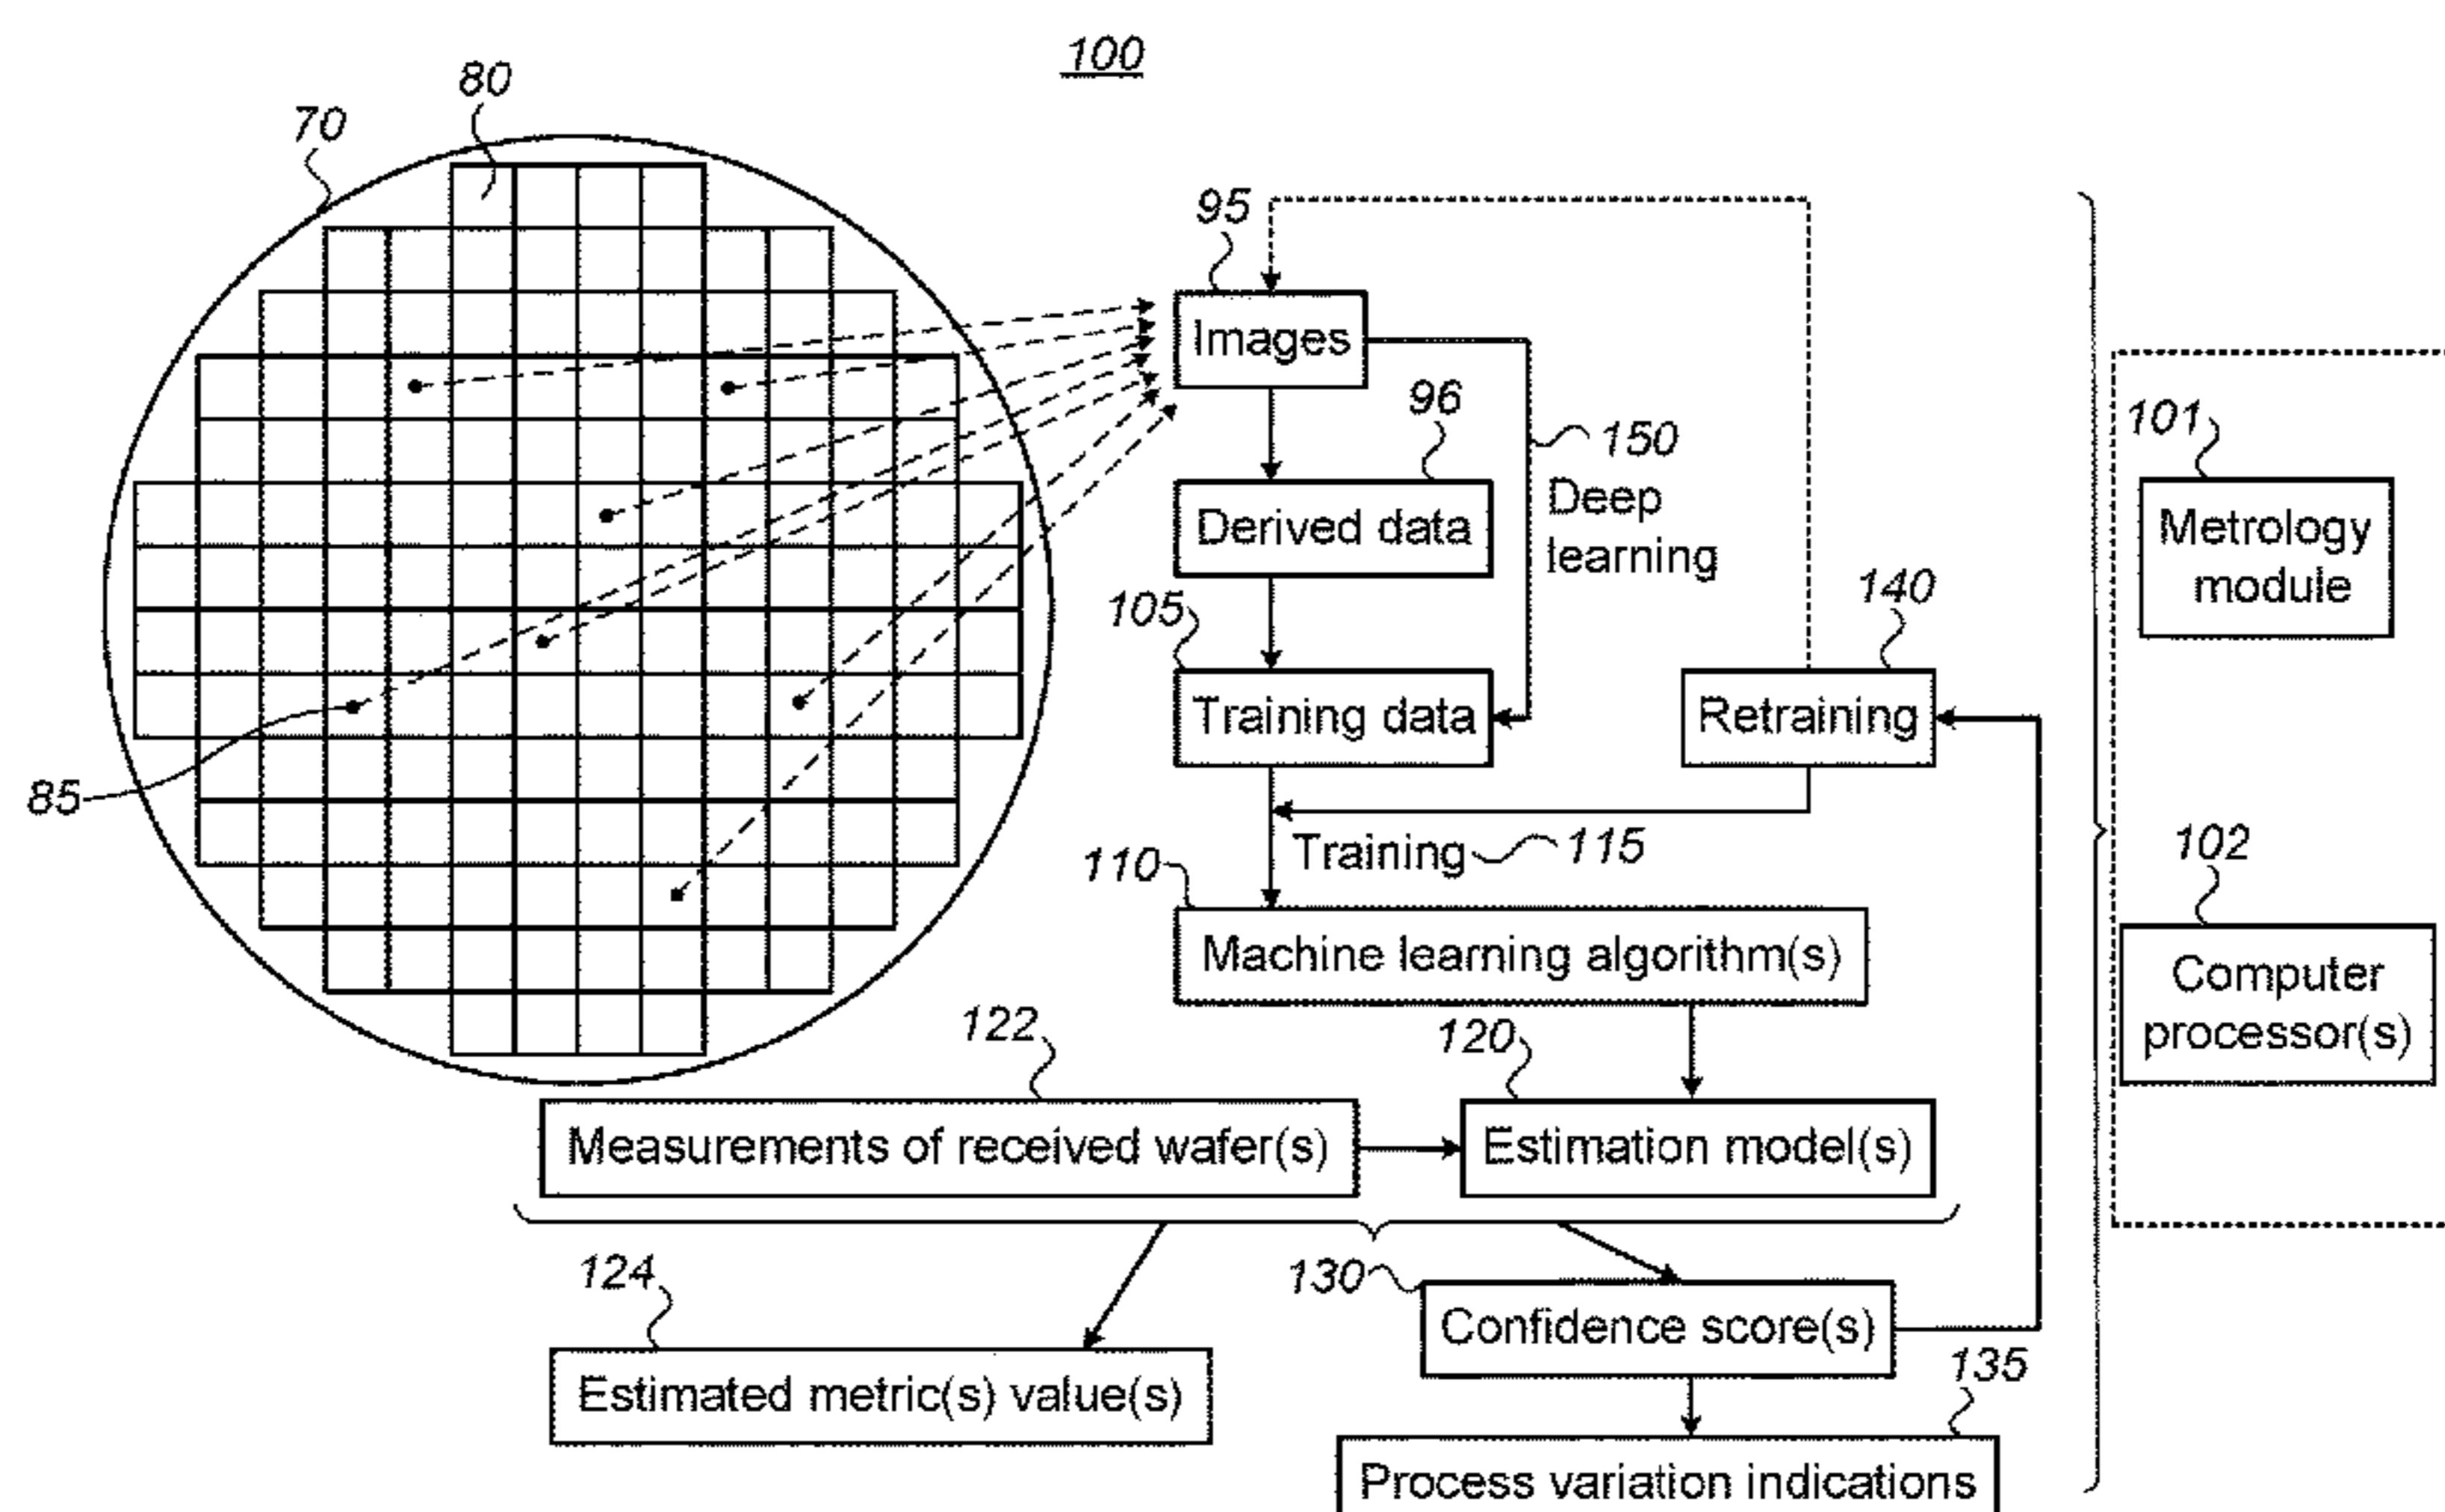 100
80
70
95
Images
96
150
Deep
learning
Derived data
101
Metrology
module
105
140
Training data
Retraining
85
Training
115
110
102
Machine learning algorithm(s)
Computer
processor(s)
122
120
Measurements of received wafer(s)
Estimation model(s)
124
130
Confidence score(s)
135
Estimated metric(s) value(s)
Process variation indications